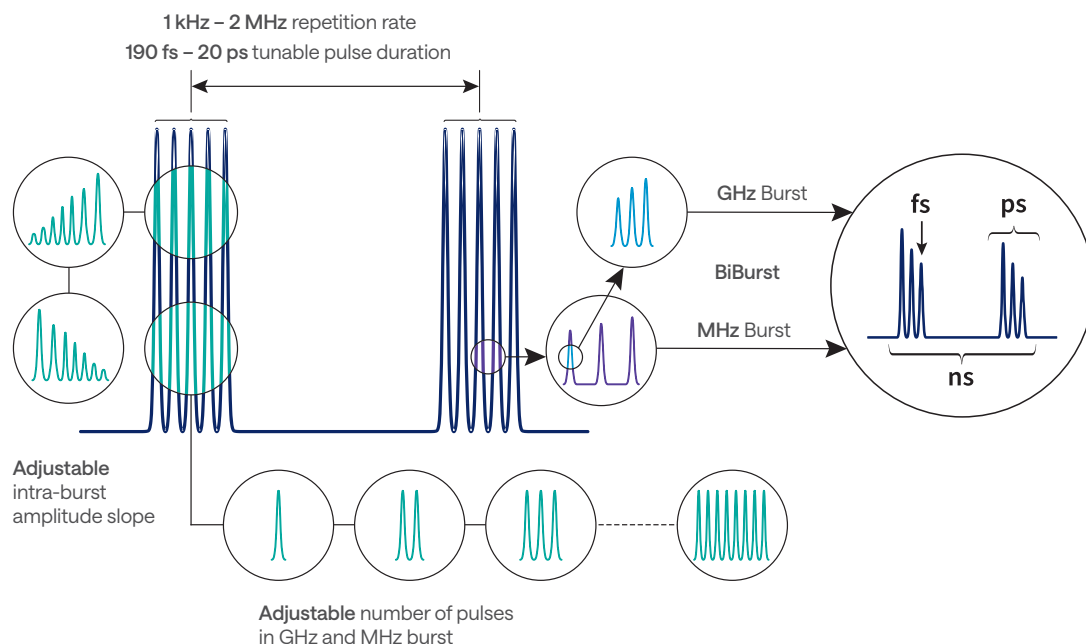 1 kHz – 2 MHz repetition rate
190 fs – 20 ps tunable pulse duration
GHz Burst
fs
ps
BiBurst
MHz Burst
ns
Adjustable
intra-burst
amplitude slope
Adjustable number of pulses
in GHz and MHz burst